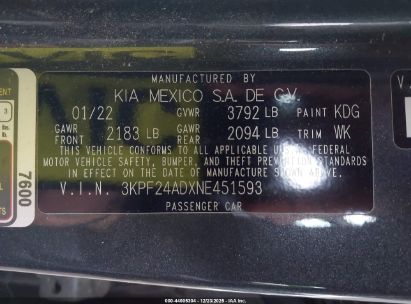 MANUFACTURED BY
KIA MEXICO S.A. DE C.V.
01/22 GVWR 3792 LB PAINT KDG
GAWR FRONT 2183 LB GAWR REAR 2094 LB TRIM WK
THIS VEHICLE CONFORMS TO ALL APPLICABLE U.S. FEDERAL
MOTOR VEHICLE SAFETY, BUMPER, AND THEFT PREVENTION STANDARDS
IN EFFECT ON THE DATE OF MANUFACTURE SHOWN ABOVE.
V.I.N. 3KPF24ADXNE451593
PASSENGER CAR
7600
V